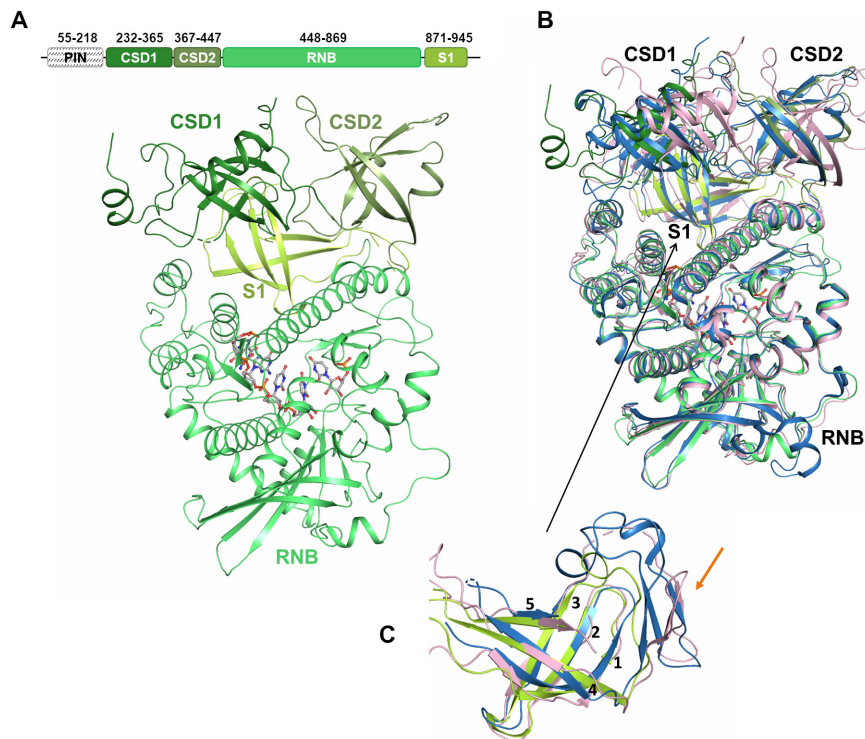 A
55-218 232-365 367-447 448-869 871-945
PIN CSD1 CSD2 RNB S1
CSD1 CSD2
S1
RNB
B
CSD1 CSD2
S1
RNB
C
5 3
2
1
4